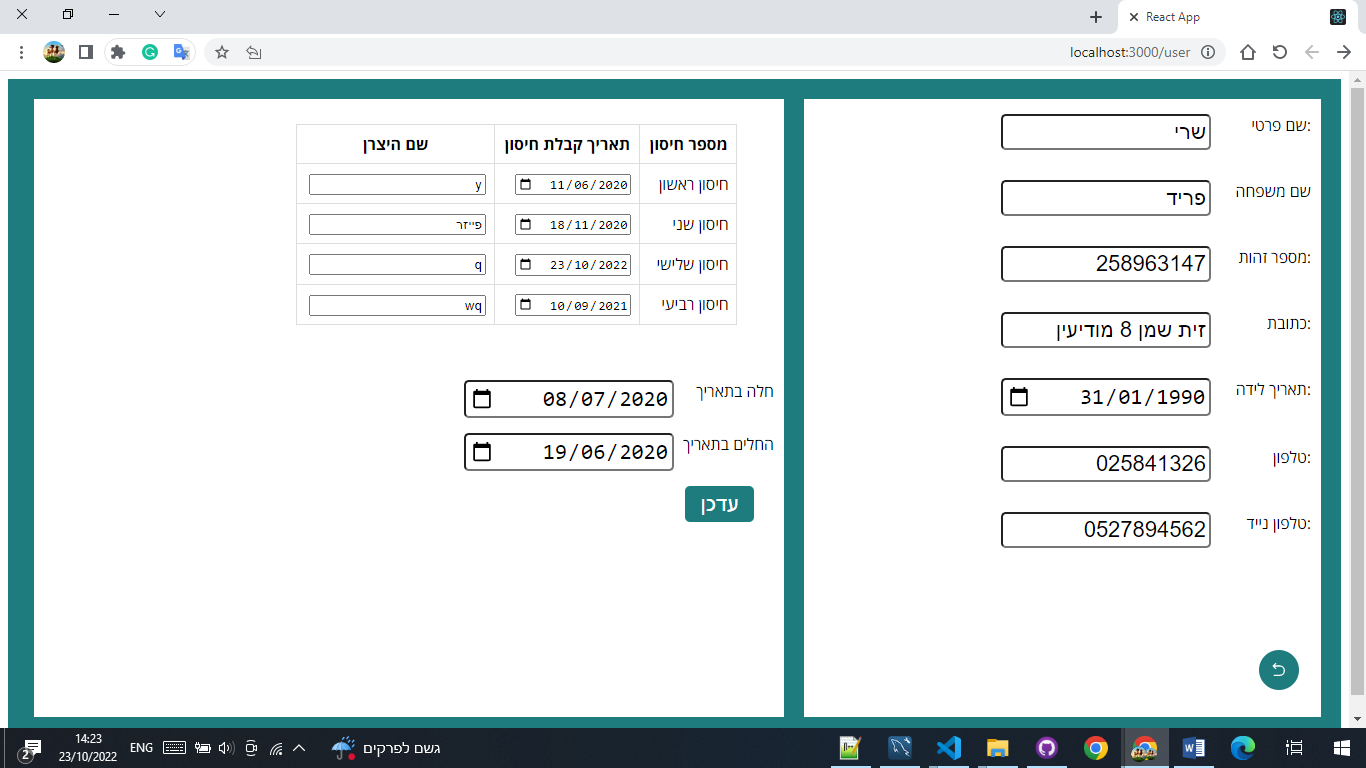 React App
localhost:3000/user
:שם פרטי
שרי
שם משפחה
פריד
:מספר זהות
258963147
:כתובת
זית שמן 8 מודיעין
:תאריך לידה
31/01/1990
:טלפון
025841326
:טלפון נייד
0527894562
מספר חיסון תאריך קבלת חיסון שם היצרן
חיסון ראשון 11/06/2020 y
חיסון שני 18/11/2020 פייזר
חיסון שלישי 23/10/2022 q
חיסון רביעי 10/09/2021 wq
חלה בתאריך
08/07/2020
החלים בתאריך
19/06/2020
עדכן
גשם לפרקים
ENG
14:23
23/10/2022
2